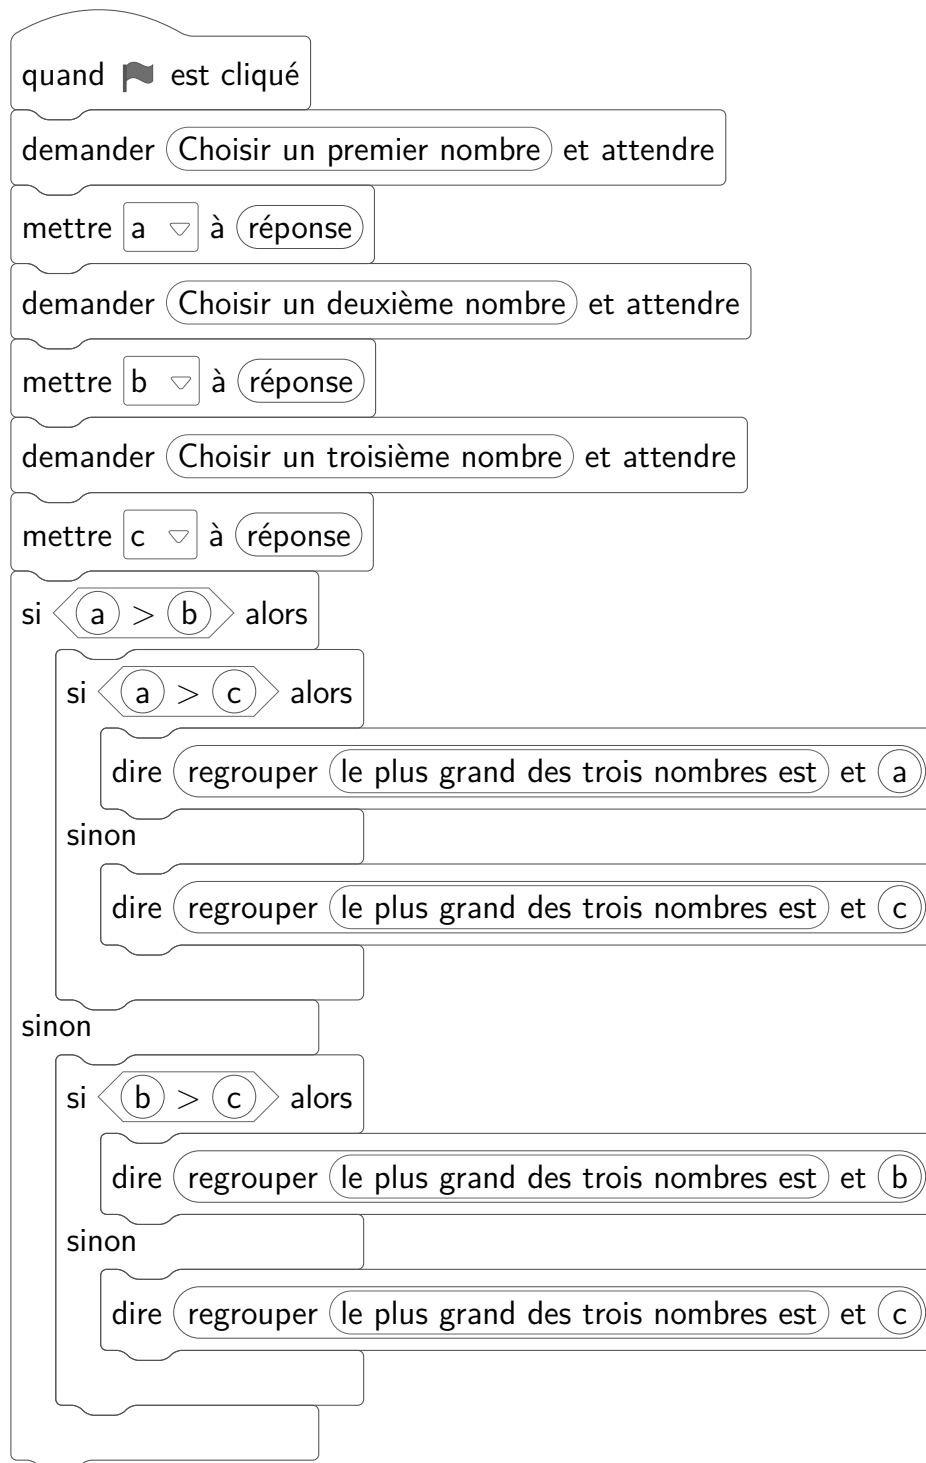 quand est cliqué
demander Choisir un premier nombre et attendre
mettre a à réponse
demander Choisir un deuxième nombre et attendre
mettre b à réponse
demander Choisir un troisième nombre et attendre
mettre c à réponse
si a > b alors
si a > c alors
dire regrouper le plus grand des trois nombres est et a
sinon
dire regrouper le plus grand des trois nombres est et c
sinon
si b > c alors
dire regrouper le plus grand des trois nombres est et b
sinon
dire regrouper le plus grand des trois nombres est et c